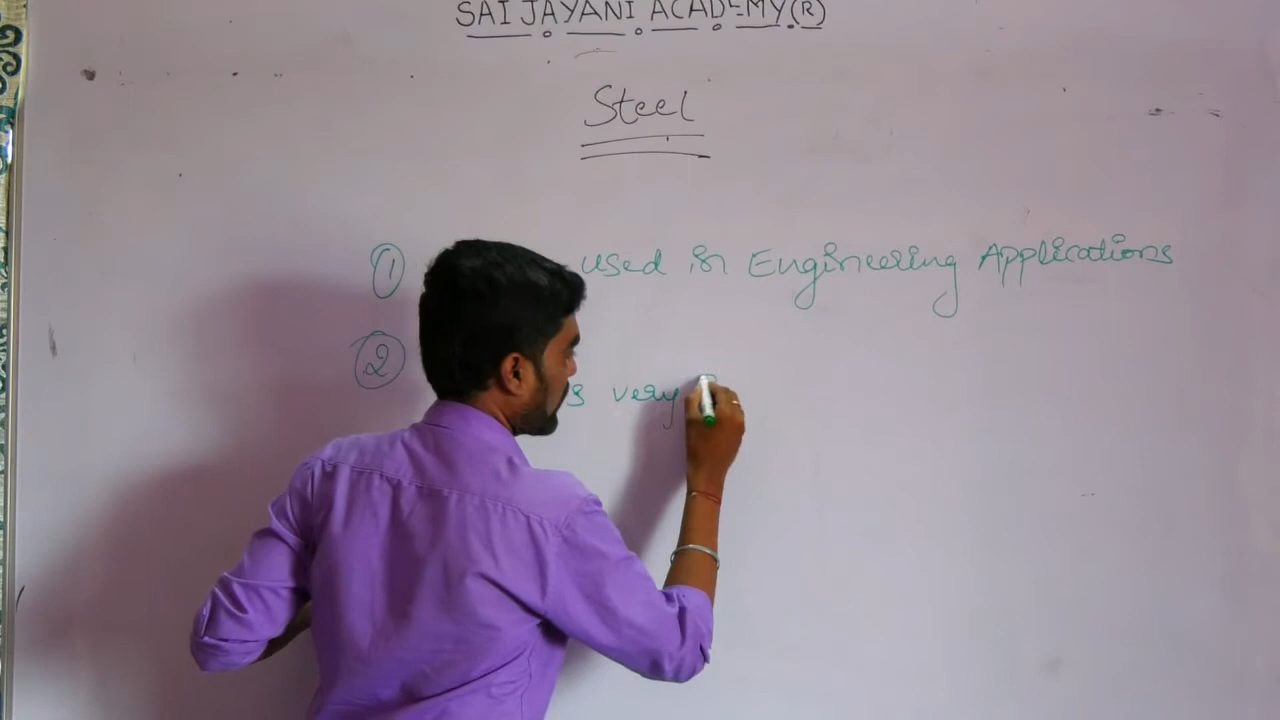 SAI JAYANI ACADEMY(R)
Steel
1 used in Engineering Applications
2
very